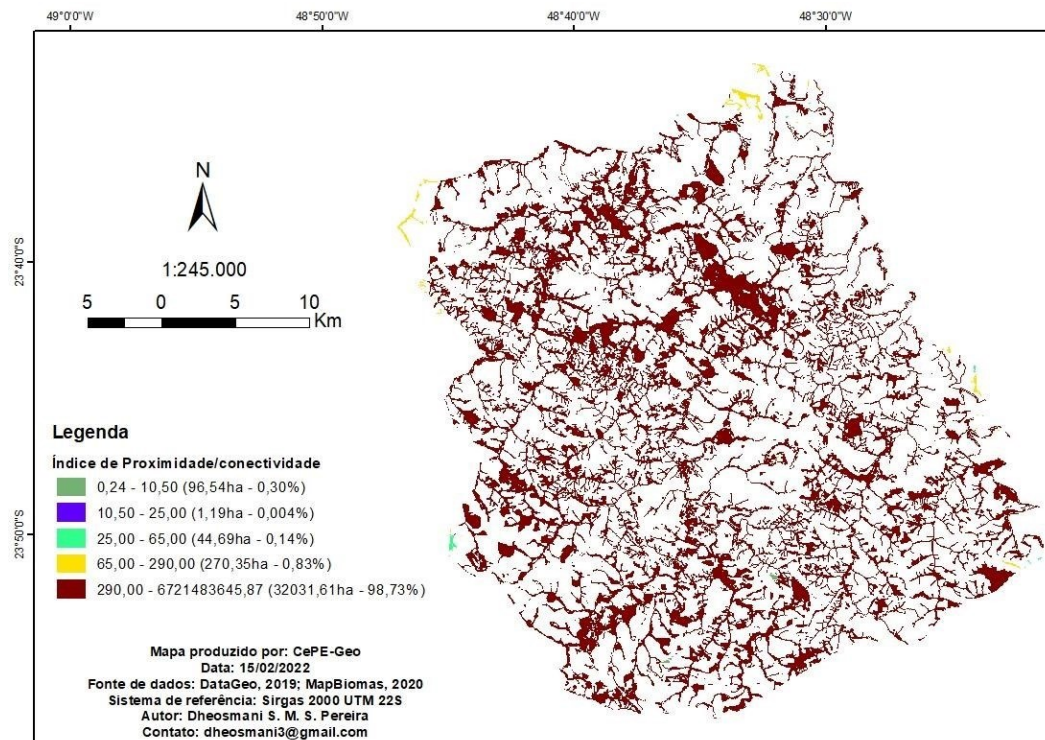 49°0'0"W 48°50'0"W 48°40'0"W 48°30'0"W
N
23°40'0"S
1:245.000
5 0 5 10
Km
Legenda
Índice de Proximidade/conectividade
0,24 - 10,50 (96,54ha - 0,30%)
10,50 - 25,00 (1,19ha - 0,004%)
25,00 - 65,00 (44,69ha - 0,14%)
65,00 - 290,00 (270,35ha - 0,83%)
290,00 - 6721483645,87 (32031,61ha - 98,73%)
23°50'0"S
Mapa produzido por: CePE-Geo
Data: 15/02/2022
Fonte de dados: DataGeo, 2019; MapBiomas, 2020
Sistema de referência: Sirgas 2000 UTM 22S
Autor: Dheosmani S. M. S. Pereira
Contato: dheosmani3@gmail.com